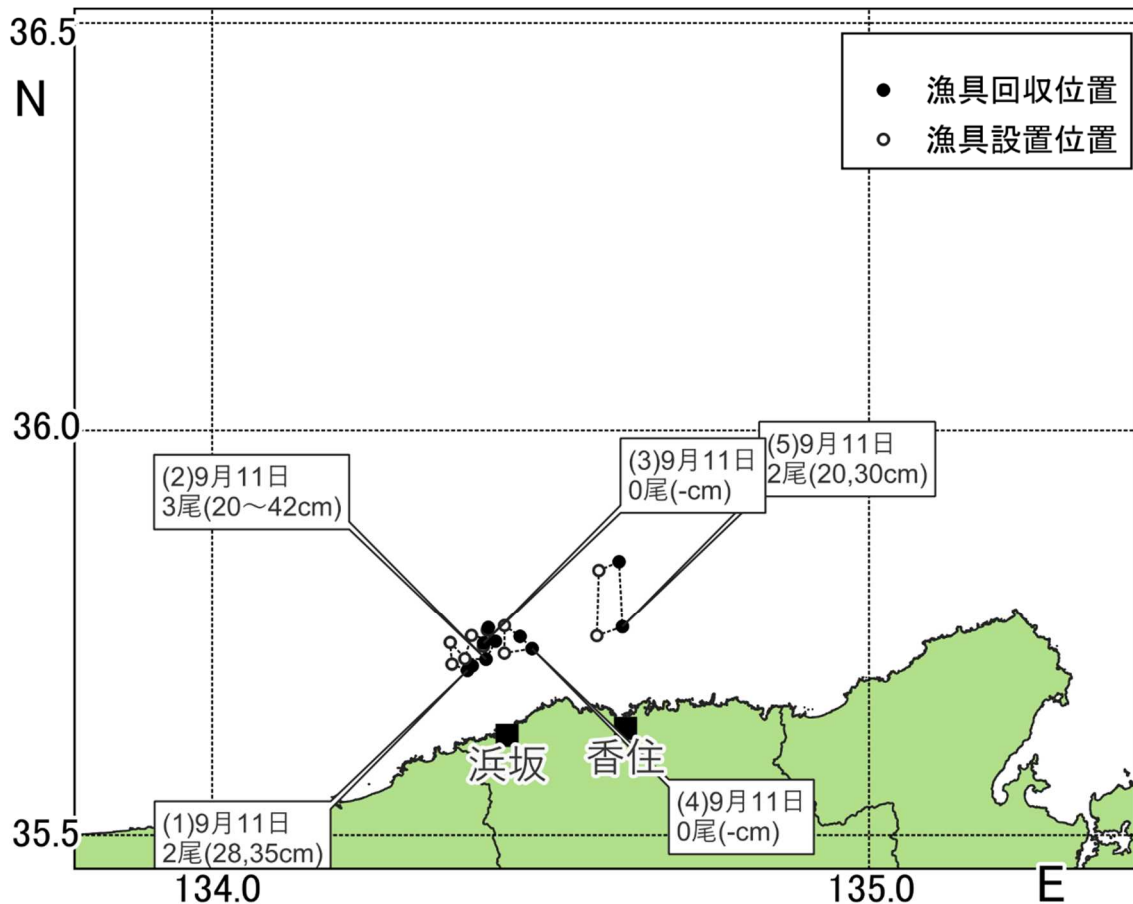 36.5
N
漁具回収位置
漁具設置位置
36.0
(2)9月11日
3尾(20～42cm)
(3)9月11日
0尾(-cm)
(5)9月11日
2尾(20,30cm)
浜坂
香住
(1)9月11日
2尾(28,35cm)
(4)9月11日
0尾(-cm)
35.5
134.0
135.0
E